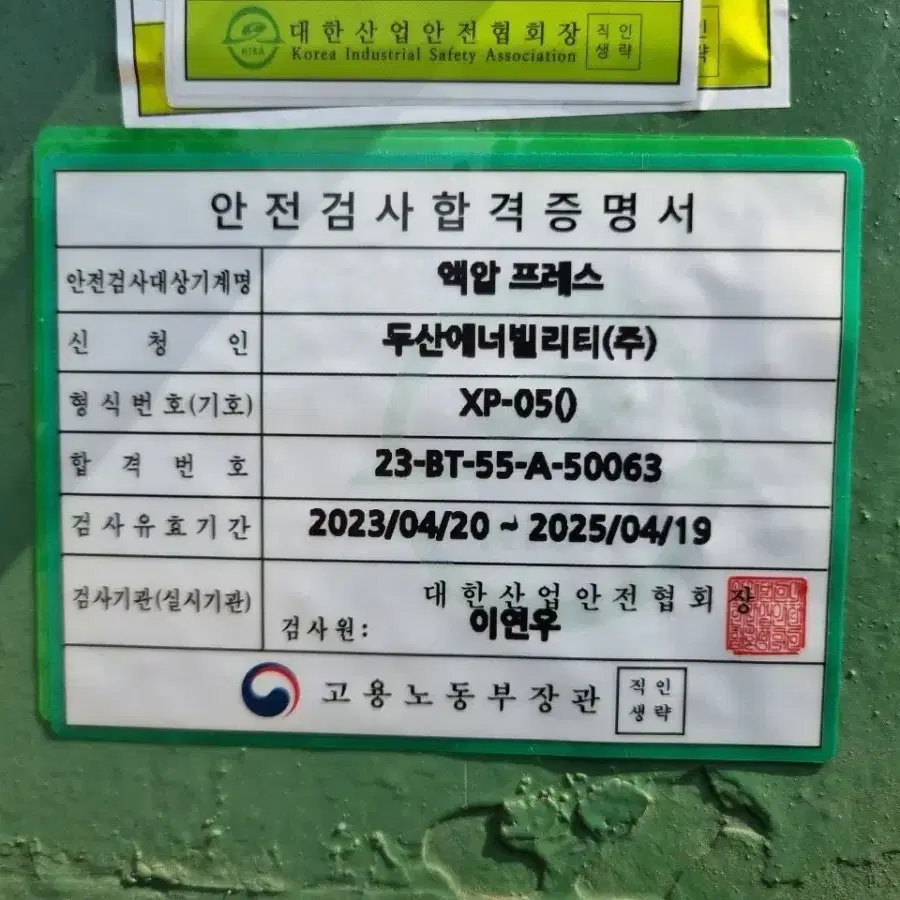 KISA 대한산업안전협회장 직인
Korea Industrial Safety Association 생략
안전검사합격증명서
안전검사대상기계명 액압 프레스
신청인 두산에너빌리티(주)
형식번호(기호) XP-05()
합격번호 23-BT-55-A-50063
검사유효기간 2023/04/20 ~ 2025/04/19
검사기관(실시기관) 대한산업안전협회장
검사원: 이연우
고용노동부장관 직인
생략